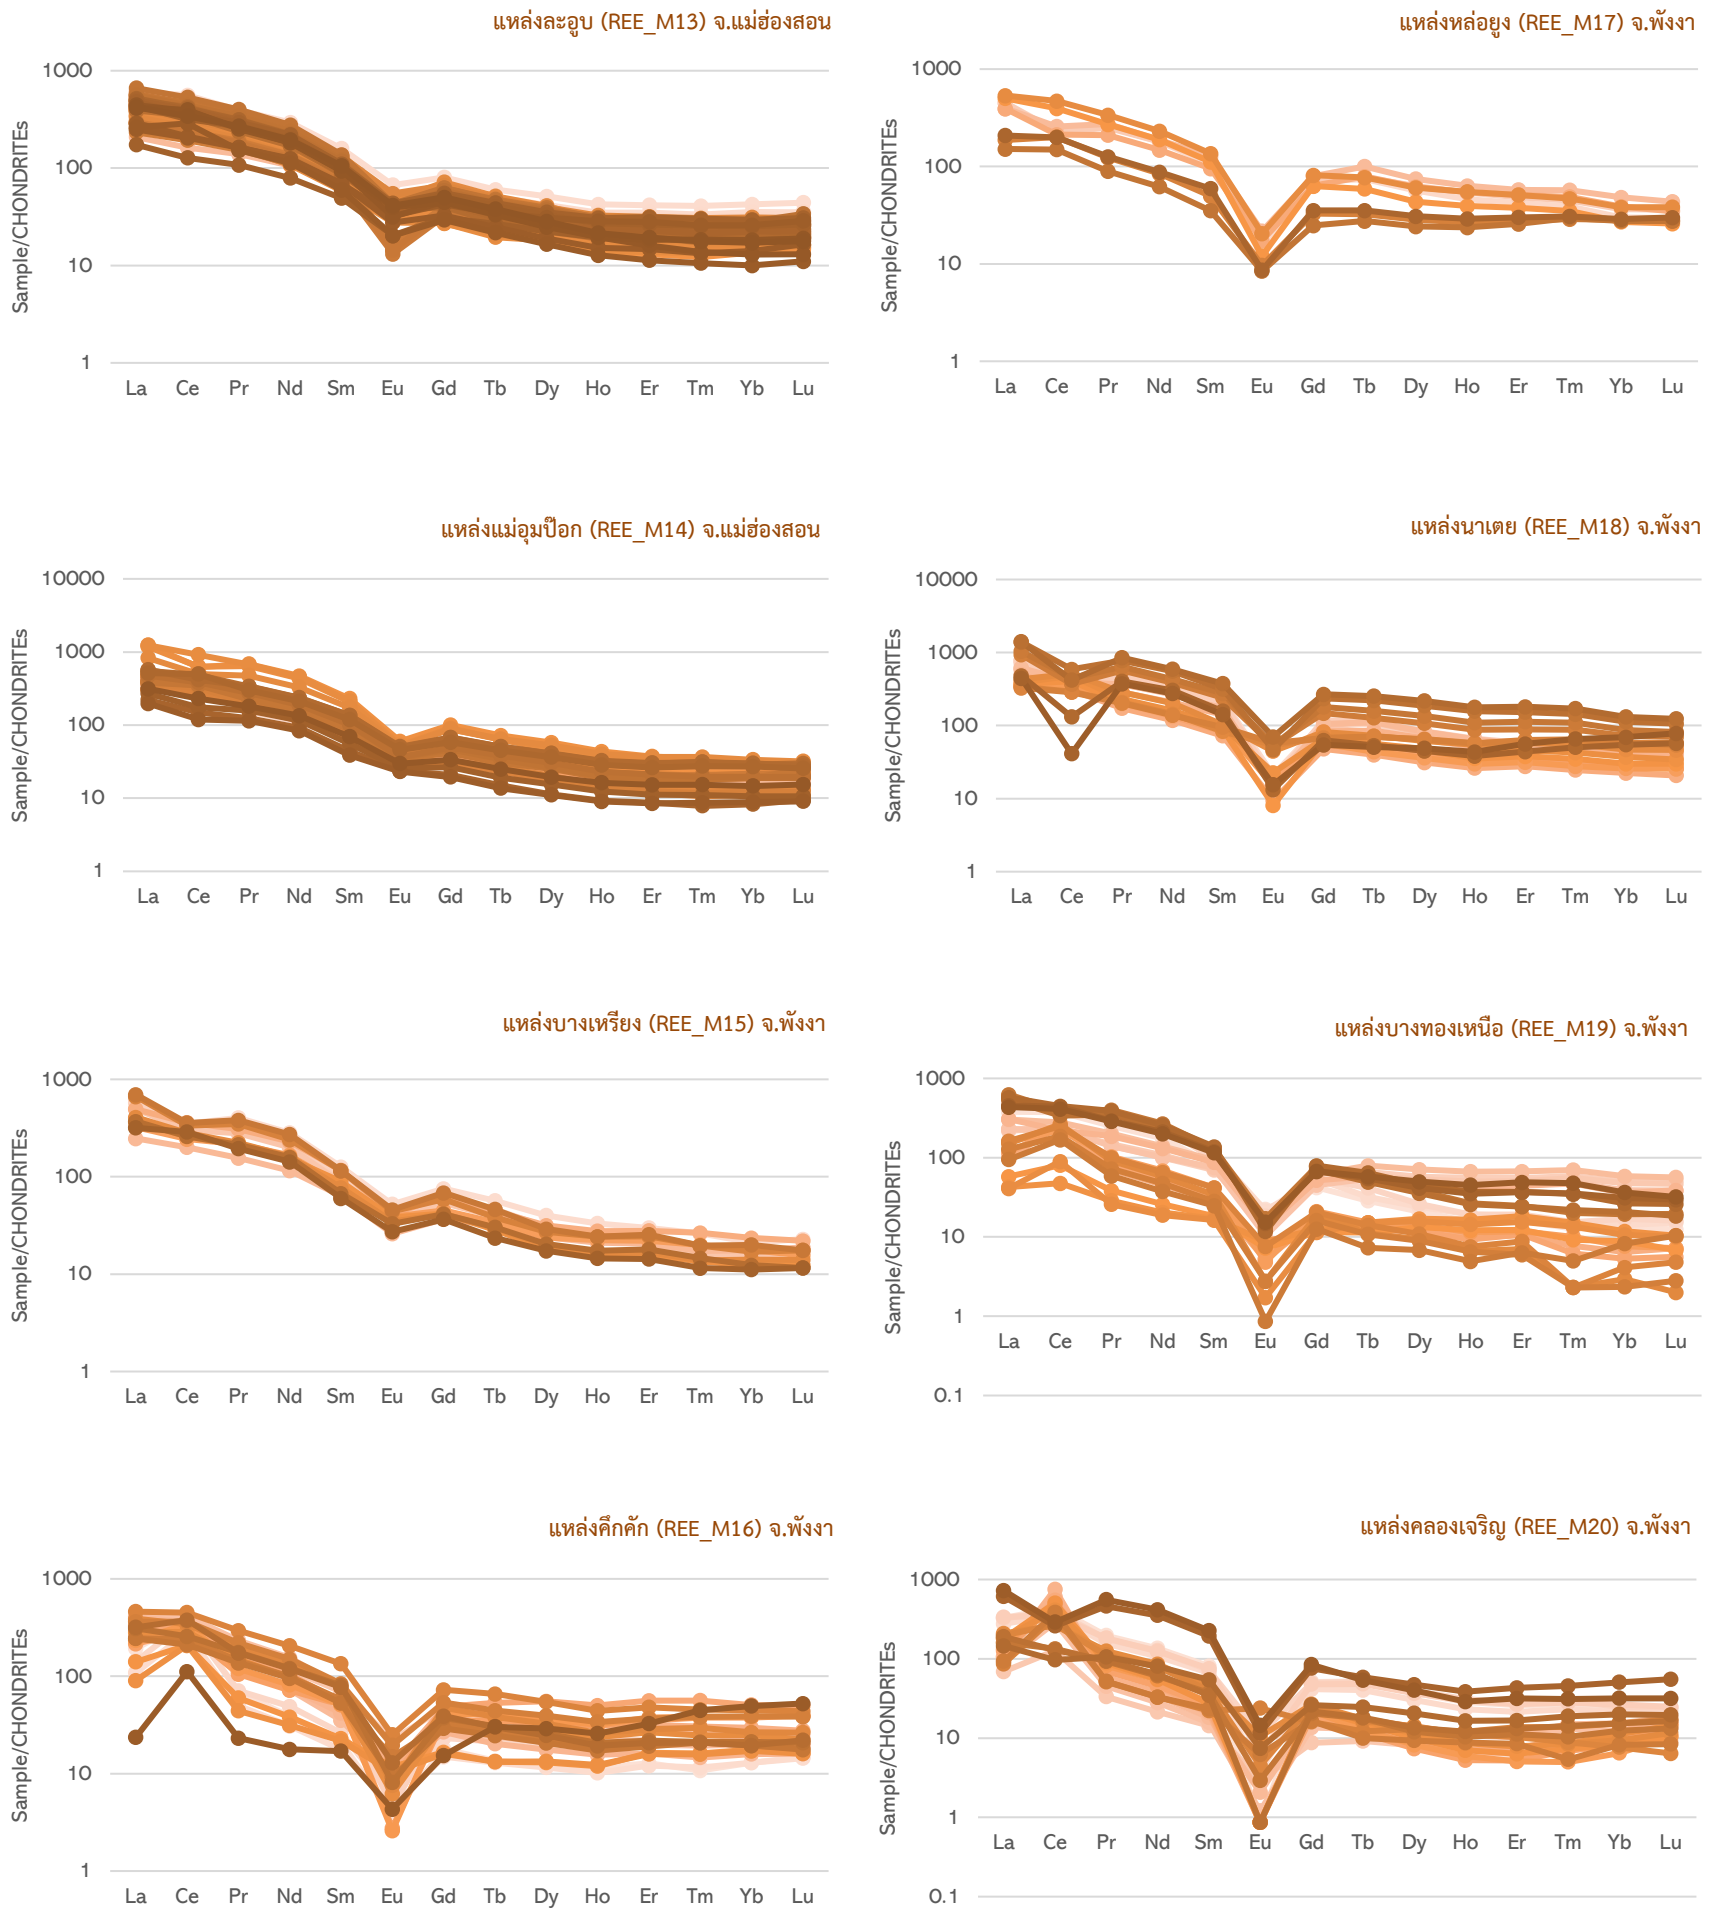 แหล่งละอูบ (REE_M13) จ.แม่ฮ่องสอน
1000
100
10
1
Sample/CHONDRITEs
La Ce Pr Nd Sm Eu Gd Tb Dy Ho Er Tm Yb Lu
แหล่งหล่อยูง (REE_M17) จ.พังงา
1000
100
10
1
Sample/CHONDRITEs
La Ce Pr Nd Sm Eu Gd Tb Dy Ho Er Tm Yb Lu
แหล่งแม่อุมป๊อก (REE_M14) จ.แม่ฮ่องสอน
10000
1000
100
10
1
Sample/CHONDRITEs
La Ce Pr Nd Sm Eu Gd Tb Dy Ho Er Tm Yb Lu
แหล่งนาเตย (REE_M18) จ.พังงา
10000
1000
100
10
1
Sample/CHONDRITEs
La Ce Pr Nd Sm Eu Gd Tb Dy Ho Er Tm Yb Lu
แหล่งบางเหรียง (REE_M15) จ.พังงา
1000
100
10
1
Sample/CHONDRITEs
La Ce Pr Nd Sm Eu Gd Tb Dy Ho Er Tm Yb Lu
แหล่งบางทองเหนือ (REE_M19) จ.พังงา
1000
100
10
1
0.1
Sample/CHONDRITEs
La Ce Pr Nd Sm Eu Gd Tb Dy Ho Er Tm Yb Lu
แหล่งคึกคัก (REE_M16) จ.พังงา
1000
100
10
1
Sample/CHONDRITEs
La Ce Pr Nd Sm Eu Gd Tb Dy Ho Er Tm Yb Lu
แหล่งคลองเจริญ (REE_M20) จ.พังงา
1000
100
10
1
0.1
Sample/CHONDRITEs
La Ce Pr Nd Sm Eu Gd Tb Dy Ho Er Tm Yb Lu